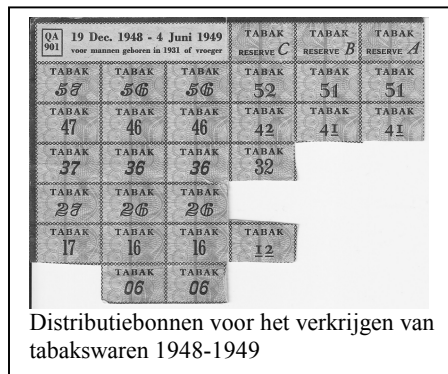 QA 901 19 Dec. 1948 - 4 Juni 1949
voor mannen geboren in 1931 of vroeger
TABAK RESERVE C
TABAK RESERVE B
TABAK RESERVE A
TABAK TABAK TABAK TABAK TABAK TABAK
57 56 56 52 51 51
TABAK TABAK TABAK TABAK TABAK TABAK
47 46 46 42 41 41
TABAK TABAK TABAK TABAK
37 36 36 32
TABAK TABAK TABAK
27 26 26
TABAK TABAK TABAK TABAK
17 16 16 12
TABAK TABAK
06 06
Distributiebonnen voor het verkrijgen van
tabakswaren 1948-1949